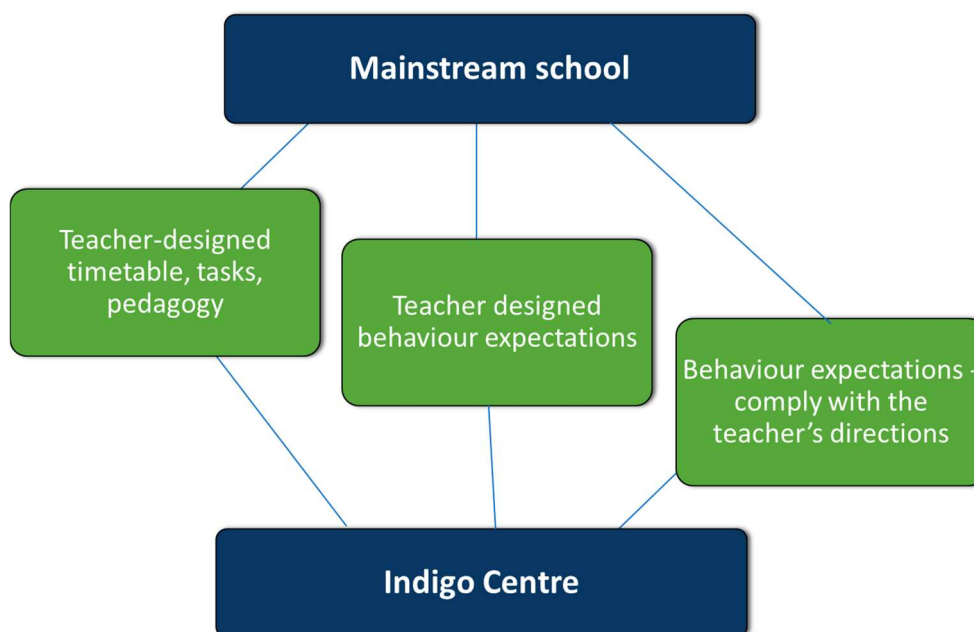 Mainstream school
Teacher-designed
timetable, tasks,
pedagogy
Teacher designed
behaviour expectations
Behaviour expectations -
comply with the
teacher's directions
Indigo Centre